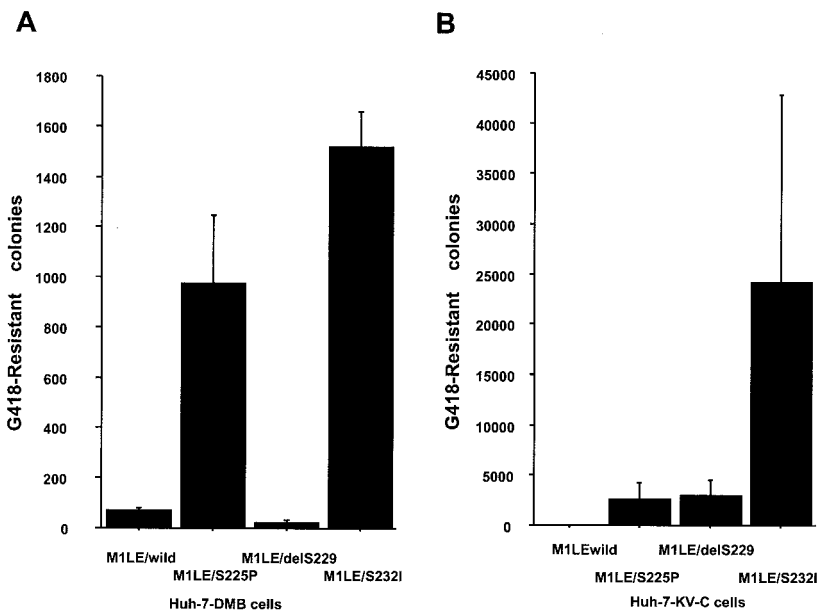 A
G418-Resistant colonies
1800
1600
1400
1200
1000
800
600
400
200
0
M1LE/wild
M1LE/S225P
M1LE/delS229
M1LE/S232I
Huh-7-DMB cells
B
G418-Resistant colonies
45000
40000
35000
30000
25000
20000
15000
10000
5000
0
M1LEwild
M1LE/S225P
M1LE/delS229
M1LE/S232I
Huh-7-KV-C cells